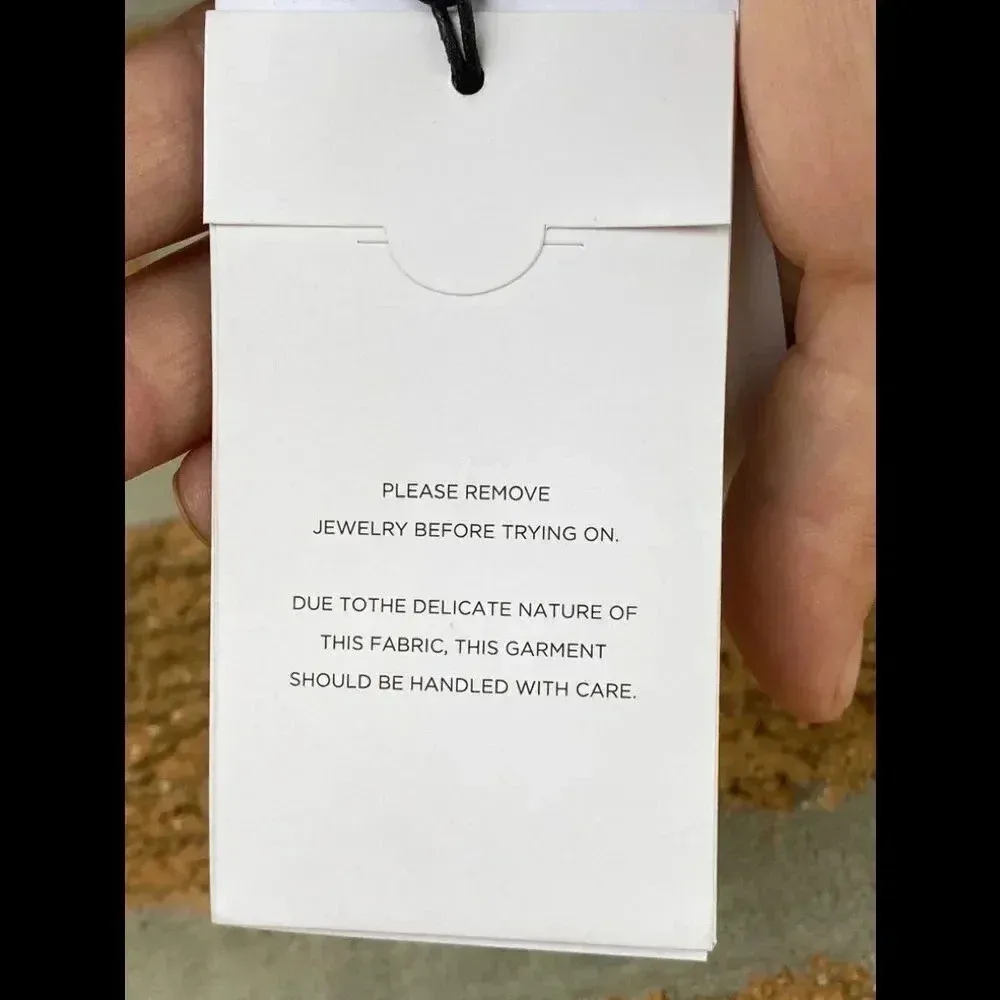 PLEASE REMOVE
JEWELRY BEFORE TRYING ON.
DUE TOTHE DELICATE NATURE OF
THIS FABRIC, THIS GARMENT
SHOULD BE HANDLED WITH CARE.